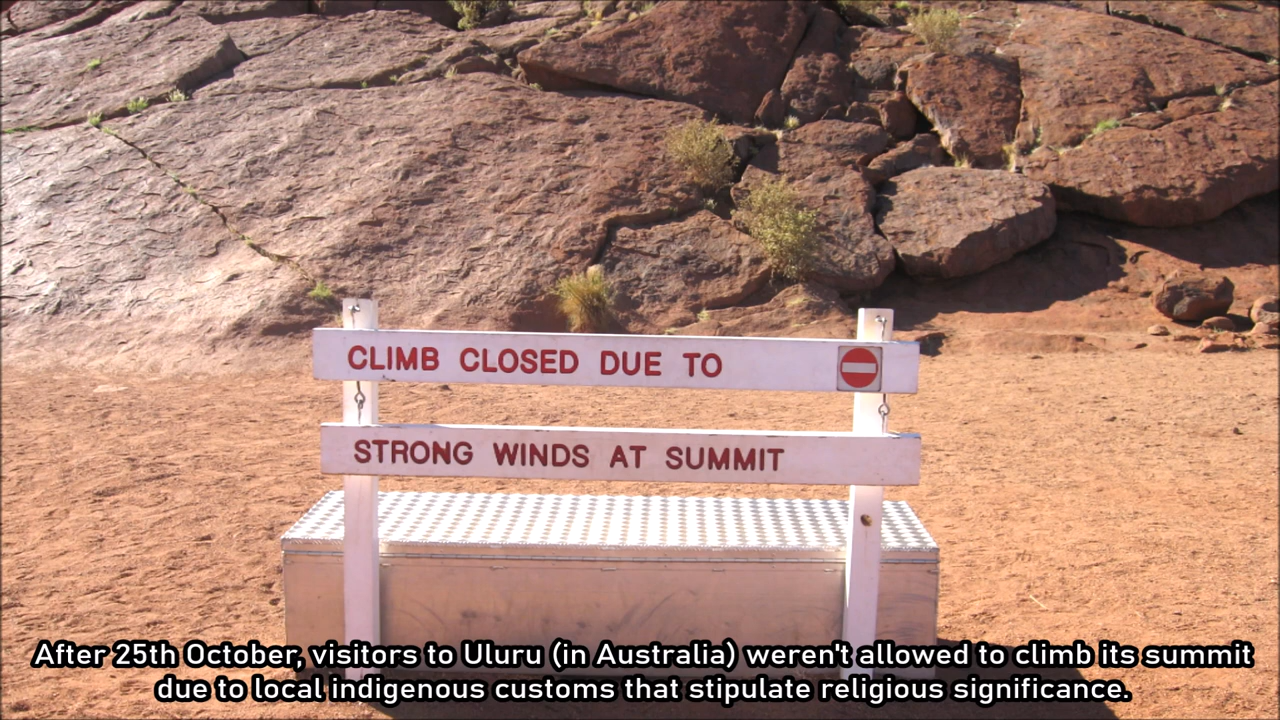 CLIMB CLOSED DUE TO
STRONG WINDS AT SUMMIT
After 25th October, visitors to Uluru (in Australia) weren't allowed to climb its summit
due to local indigenous customs that stipulate religious significance.